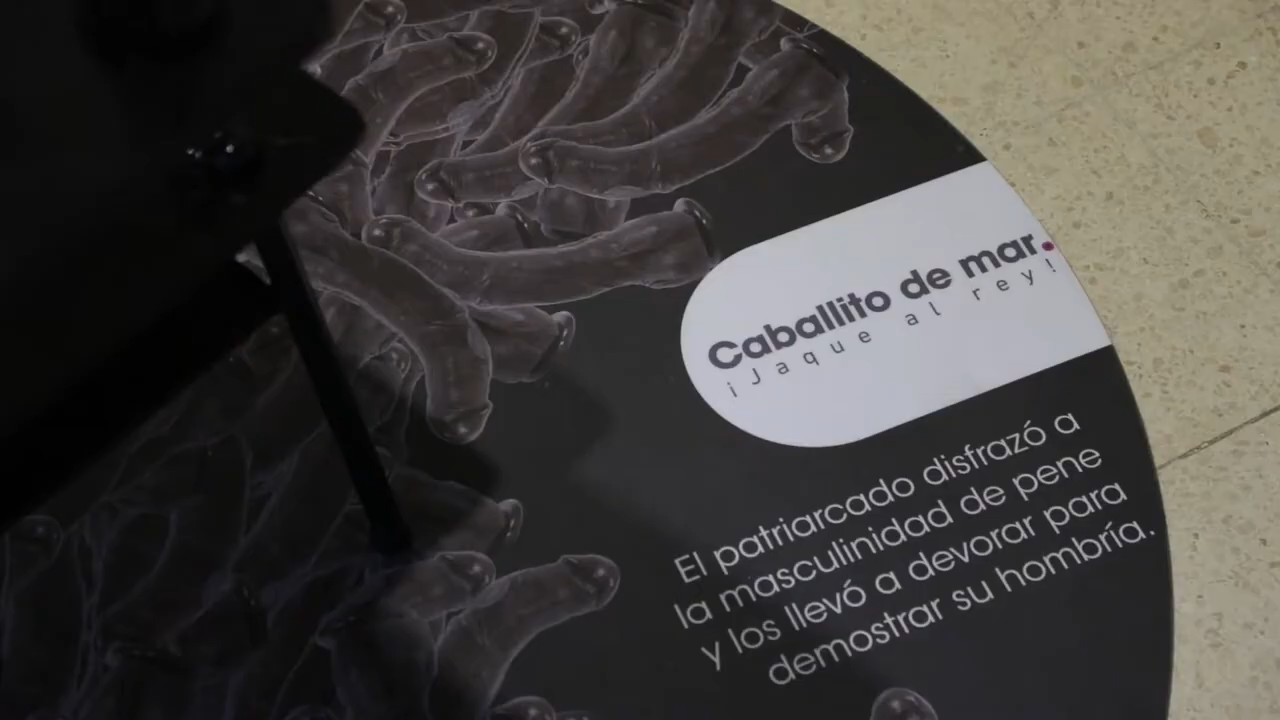 Caballito de mar.
¡Jaque al rey!
El patriarcado disfrazó a
la masculinidad de pene
y los llevó a devorar para
demostrar su hombría.